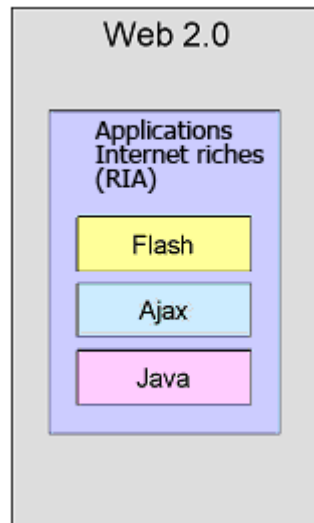 Web 2.0
Applications
Internet riches
(RIA)
Flash
Ajax
Java